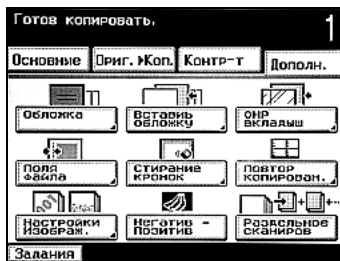 Готов копировать. 1
Основные Ориг.►Коп. Контр-т Дополн.
Обложка Вставить обложку OHP вкладыш
Поля файла Стирание кромок Повтор копирован.
Настройки Изображ. Негатив - Позитив Раздельное сканиров
Задания